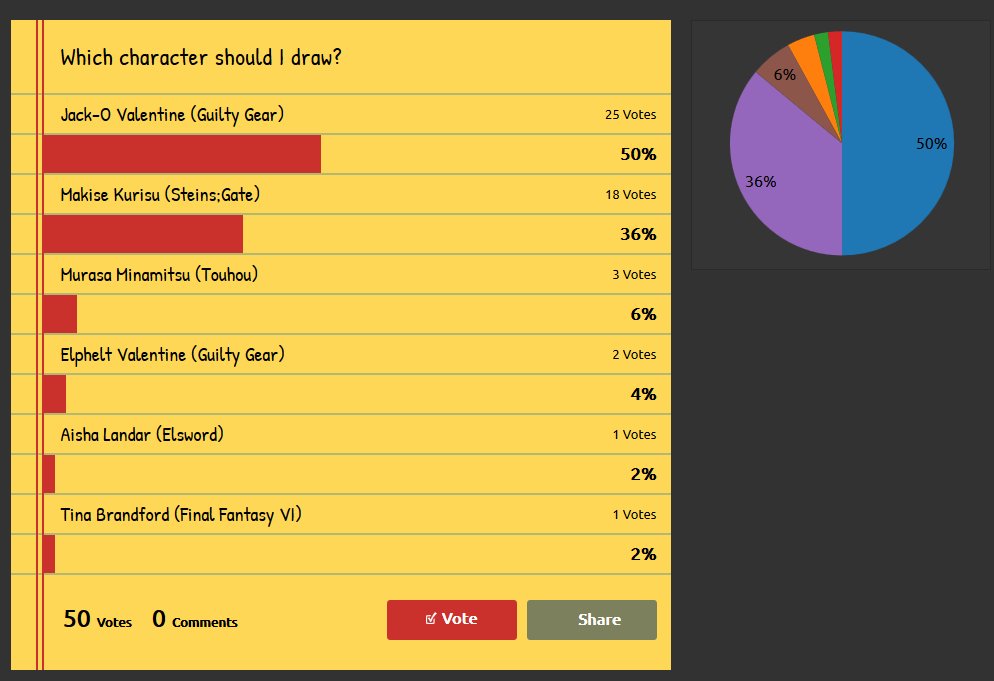 Which character should I draw?
Jack-O Valentine (Guilty Gear) 25 Votes
50%
Makise Kurisu (Steins;Gate) 18 Votes
36%
Murasa Minamitsu (Touhou) 3 Votes
6%
Elphelt Valentine (Guilty Gear) 2 Votes
4%
Aisha Landar (Elsword) 1 Votes
2%
Tina Brandford (Final Fantasy VI) 1 Votes
2%
50 Votes 0 Comments Vote Share
6%
50%
36%